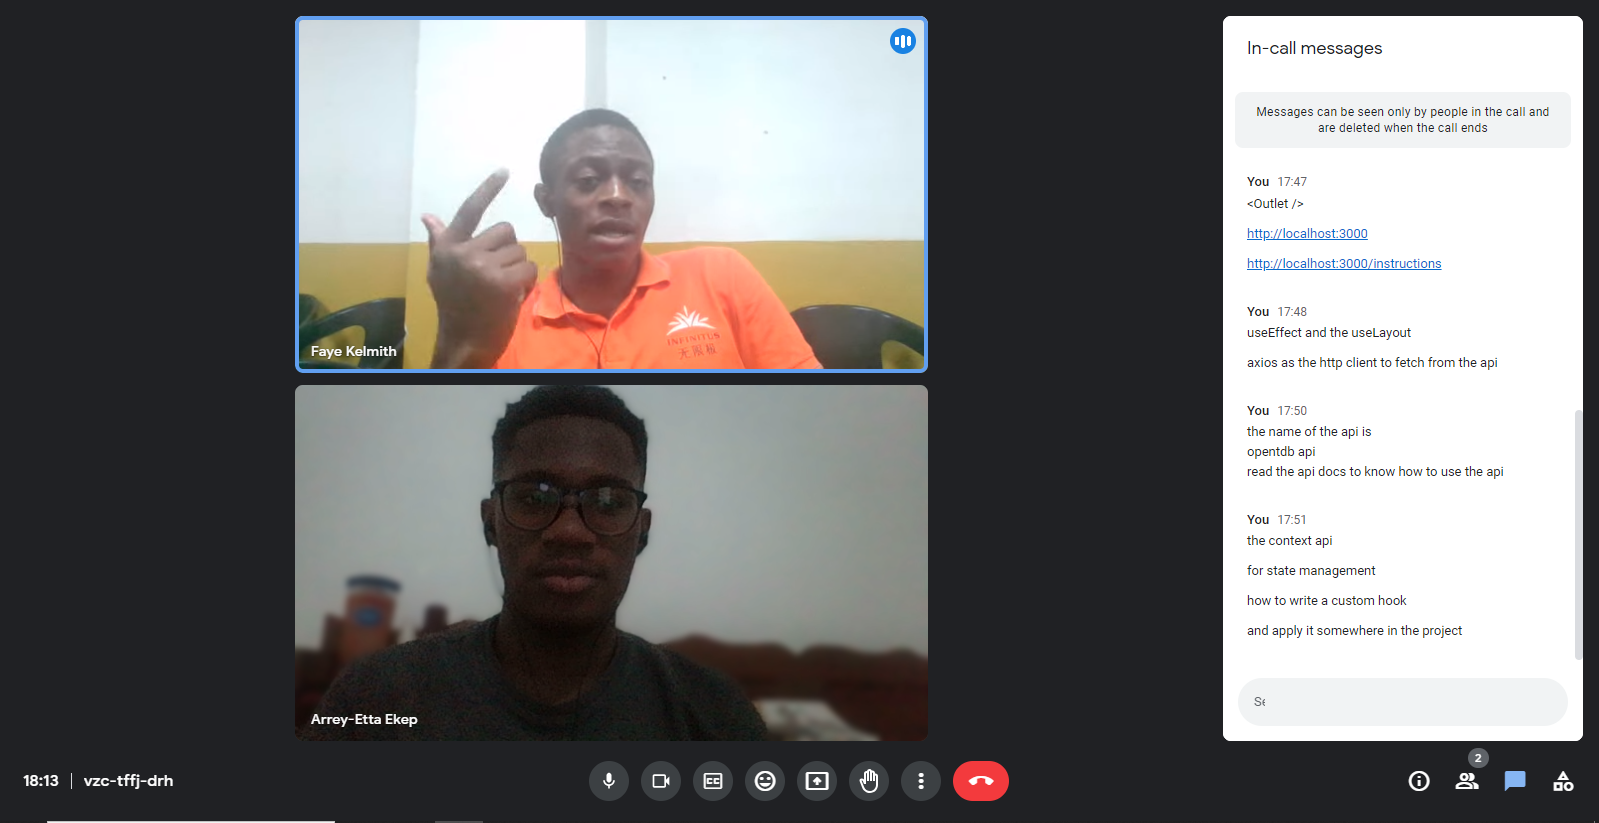 INFINITUS
无限极
Faye Kelmith
Arrey-Etta Ekep
In-call messages
Messages can be seen only by people in the call and
are deleted when the call ends
You 17:47
<Outlet />
http://localhost:3000
http://localhost:3000/instructions
You 17:48
useEffect and the useLayout
axios as the http client to fetch from the api
You 17:50
the name of the api is
opentdb api
read the api docs to know how to use the api
You 17:51
the context api
for state management
how to write a custom hook
and apply it somewhere in the project
18:13 | vzc-tffj-drh
CC
2